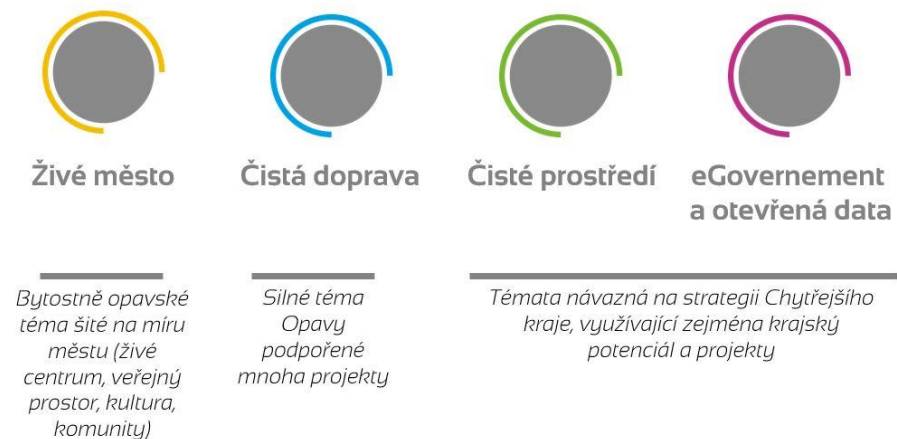 Živé město
Čistá doprava
Čisté prostředí
eGovernement
a otevřená data
Bytostně opavské
téma šité na míru
městu (živé
centrum, veřejný
prostor, kultura,
komunity)
Silné téma
Opavy
podpořené
mnoha projekty
Témata návazná na strategii Chytřejšího
kraje, využívající zejména krajský
potenciál a projekty